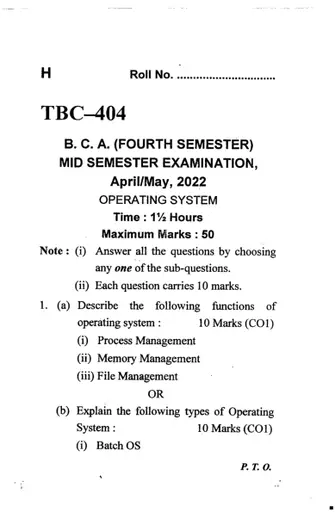 H Roll No. ..............................
TBC–404
B. C. A. (FOURTH SEMESTER)
MID SEMESTER EXAMINATION,
April/May, 2022
OPERATING SYSTEM
Time : 1½ Hours
Maximum Marks : 50
Note : (i) Answer all the questions by choosing
any one of the sub-questions.
(ii) Each question carries 10 marks.
1. (a) Describe the following functions of
operating system : 10 Marks (CO1)
(i) Process Management
(ii) Memory Management
(iii) File Management
OR
(b) Explain the following types of Operating
System : 10 Marks (CO1)
(i) Batch OS
P. T. O.